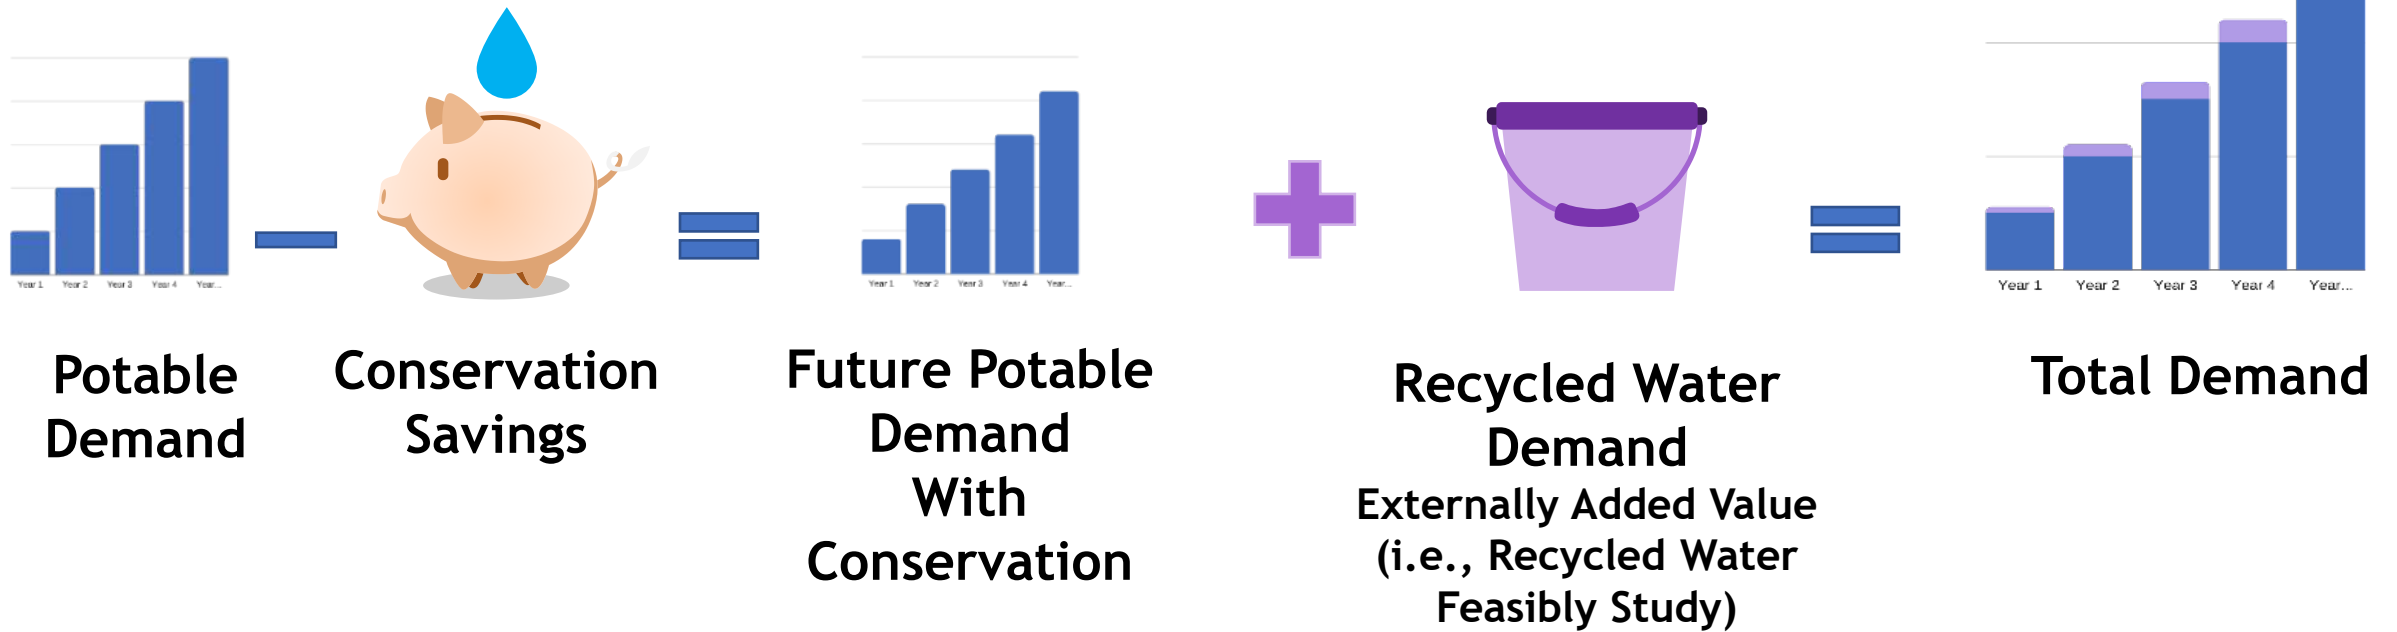 Year 1 Year 2 Year 3 Year 4 Year...
Potable
Demand
Conservation
Savings
Year 1 Year 2 Year 3 Year 4 Year...
Future Potable
Demand
With
Conservation
Recycled Water
Demand
Externally Added Value
(i.e., Recycled Water
Feasibly Study)
Year 1 Year 2 Year 3 Year 4 Year...
Total Demand